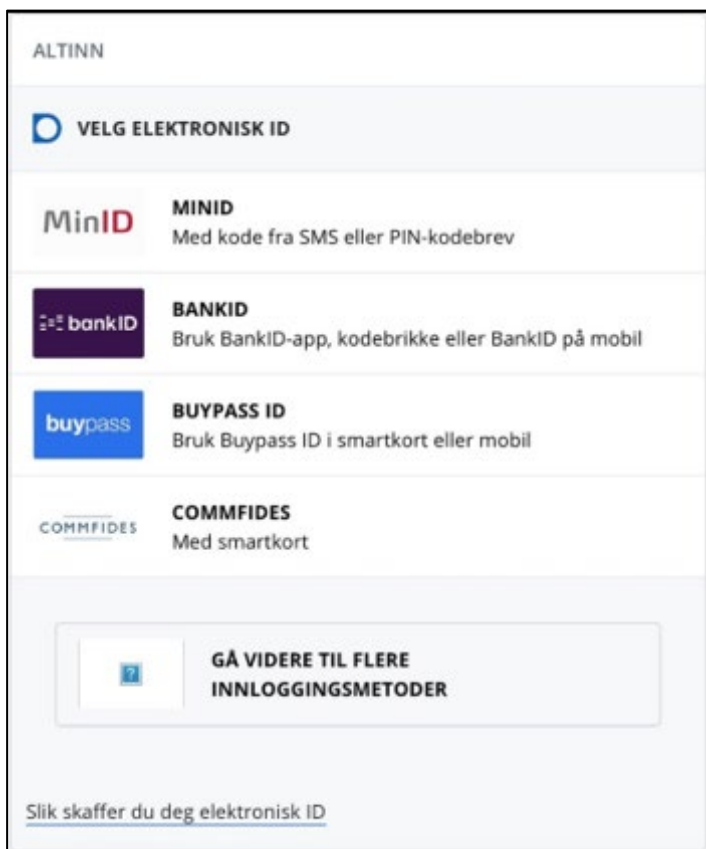 ALTINN
VELG ELEKTRONISK ID
MinID
MINID
Med kode fra SMS eller PIN-kodebrev
bankID
BANKID
Bruk BankID-app, kodebrikke eller BankID på mobil
buypass
BUYPASS ID
Bruk Buypass ID i smartkort eller mobil
COMMFIDES
COMMFIDES
Med smartkort
?
GÅ VIDERE TIL FLERE
INNLOGGINGSMETODER
Slik skaffer du deg elektronisk ID